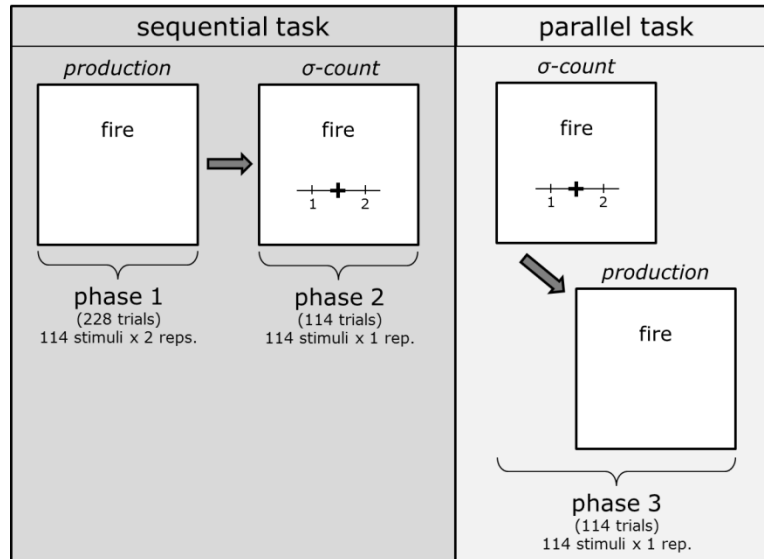 sequential task
production
fire
phase 1
(228 trials)
114 stimuli x 2 reps.
σ-count
fire
1 2
phase 2
(114 trials)
114 stimuli x 1 rep.
parallel task
σ-count
fire
1 2
production
fire
phase 3
(114 trials)
114 stimuli x 1 rep.